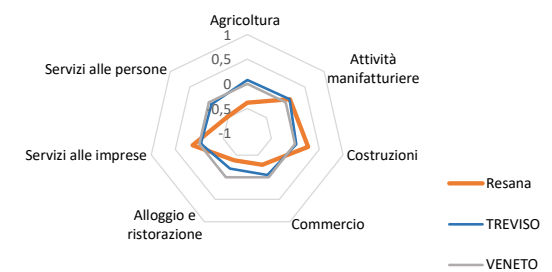 Agricoltura
1
0,5
0
-0,5
-1
Attività
manifatturiere
Costruzioni
Commercio
Alloggio e
ristorazione
Servizi alle imprese
Servizi alle persone
Resana
TREVISO
VENETO